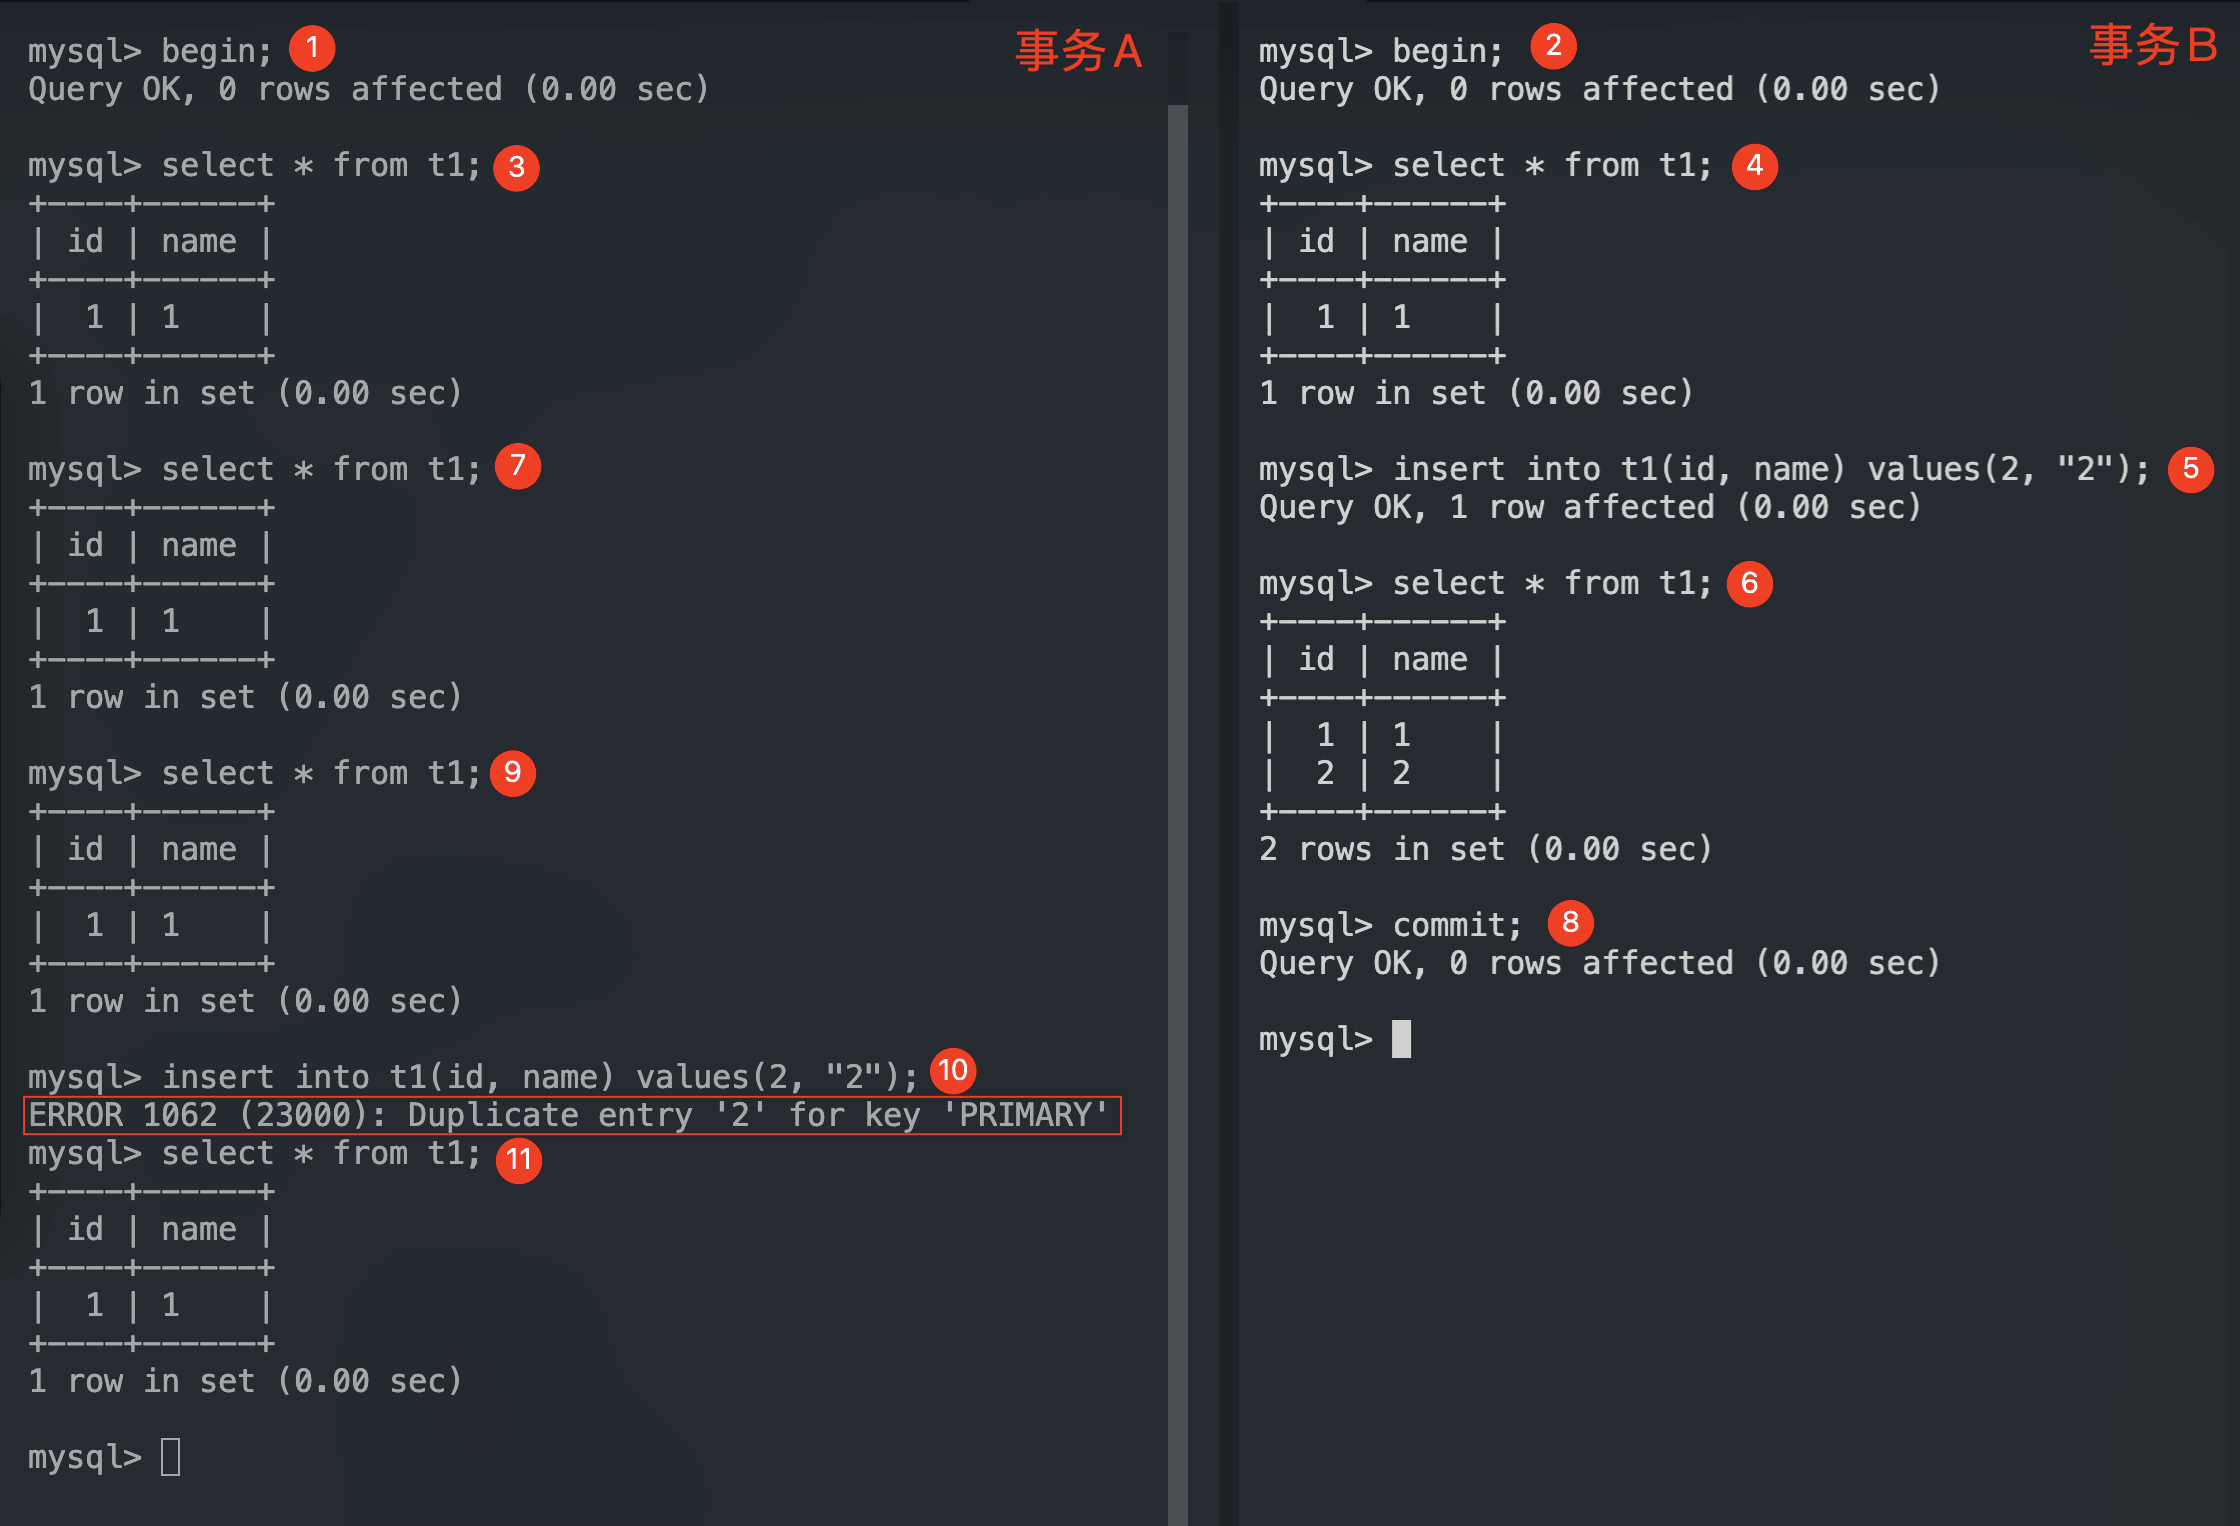 mysql> begin; 1 事务A
Query OK, 0 rows affected (0.00 sec)
mysql> select * from t1; 3
+----+------+
| id | name |
+----+------+
|  1 | 1    |
+----+------+
1 row in set (0.00 sec)
mysql> select * from t1; 7
+----+------+
| id | name |
+----+------+
|  1 | 1    |
+----+------+
1 row in set (0.00 sec)
mysql> select * from t1; 9
+----+------+
| id | name |
+----+------+
|  1 | 1    |
+----+------+
1 row in set (0.00 sec)
mysql> insert into t1(id, name) values(2, "2"); 10
ERROR 1062 (23000): Duplicate entry '2' for key 'PRIMARY'
mysql> select * from t1; 11
+----+------+
| id | name |
+----+------+
|  1 | 1    |
+----+------+
1 row in set (0.00 sec)
mysql>
mysql> begin; 2 事务B
Query OK, 0 rows affected (0.00 sec)
mysql> select * from t1; 4
+----+------+
| id | name |
+----+------+
|  1 | 1    |
+----+------+
1 row in set (0.00 sec)
mysql> insert into t1(id, name) values(2, "2"); 5
Query OK, 1 row affected (0.00 sec)
mysql> select * from t1; 6
+----+------+
| id | name |
+----+------+
|  1 | 1    |
|  2 | 2    |
+----+------+
2 rows in set (0.00 sec)
mysql> commit; 8
Query OK, 0 rows affected (0.00 sec)
mysql>